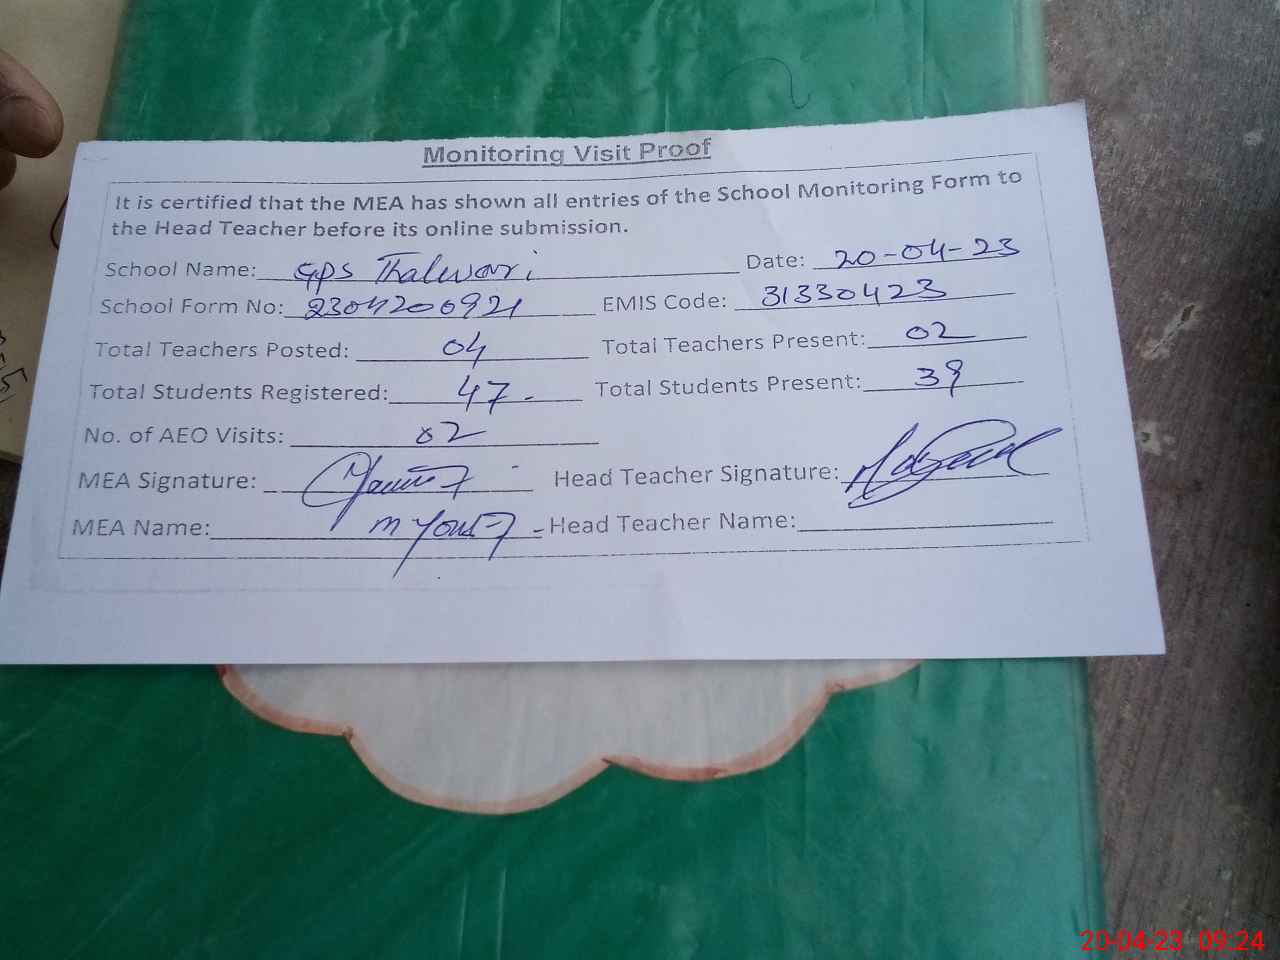 Monitoring Visit Proof
It is certified that the MEA has shown all entries of the School Monitoring Form to
the Head Teacher before its online submission.
School Name: GPS Thalwari Date: 20-04-23
School Form No: 2304200921 EMIS Code: 31330423
Total Teachers Posted: 04 Total Teachers Present: 02
Total Students Registered: 47 Total Students Present: 39
No. of AEO Visits: 02
MEA Signature: Head Teacher Signature:
MEA Name: M Head Teacher Name:
20-04-23 09:24